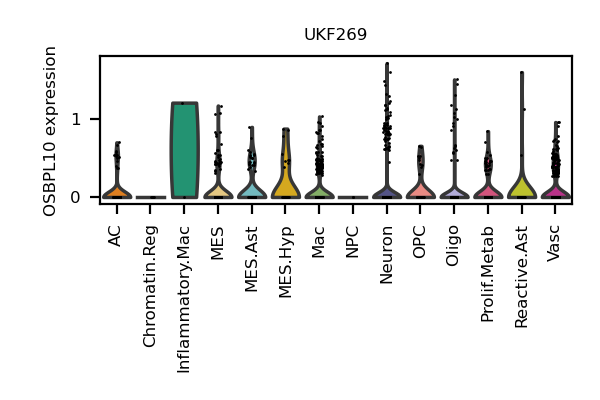 UKF269
OSBPL10 expression
1
0
AC
Chromatin.Reg
Inflammatory.Mac
MES
MES.Ast
MES.Hyp
Mac
NPC
Neuron
OPC
Oligo
Prolif.Metab
Reactive.Ast
Vasc